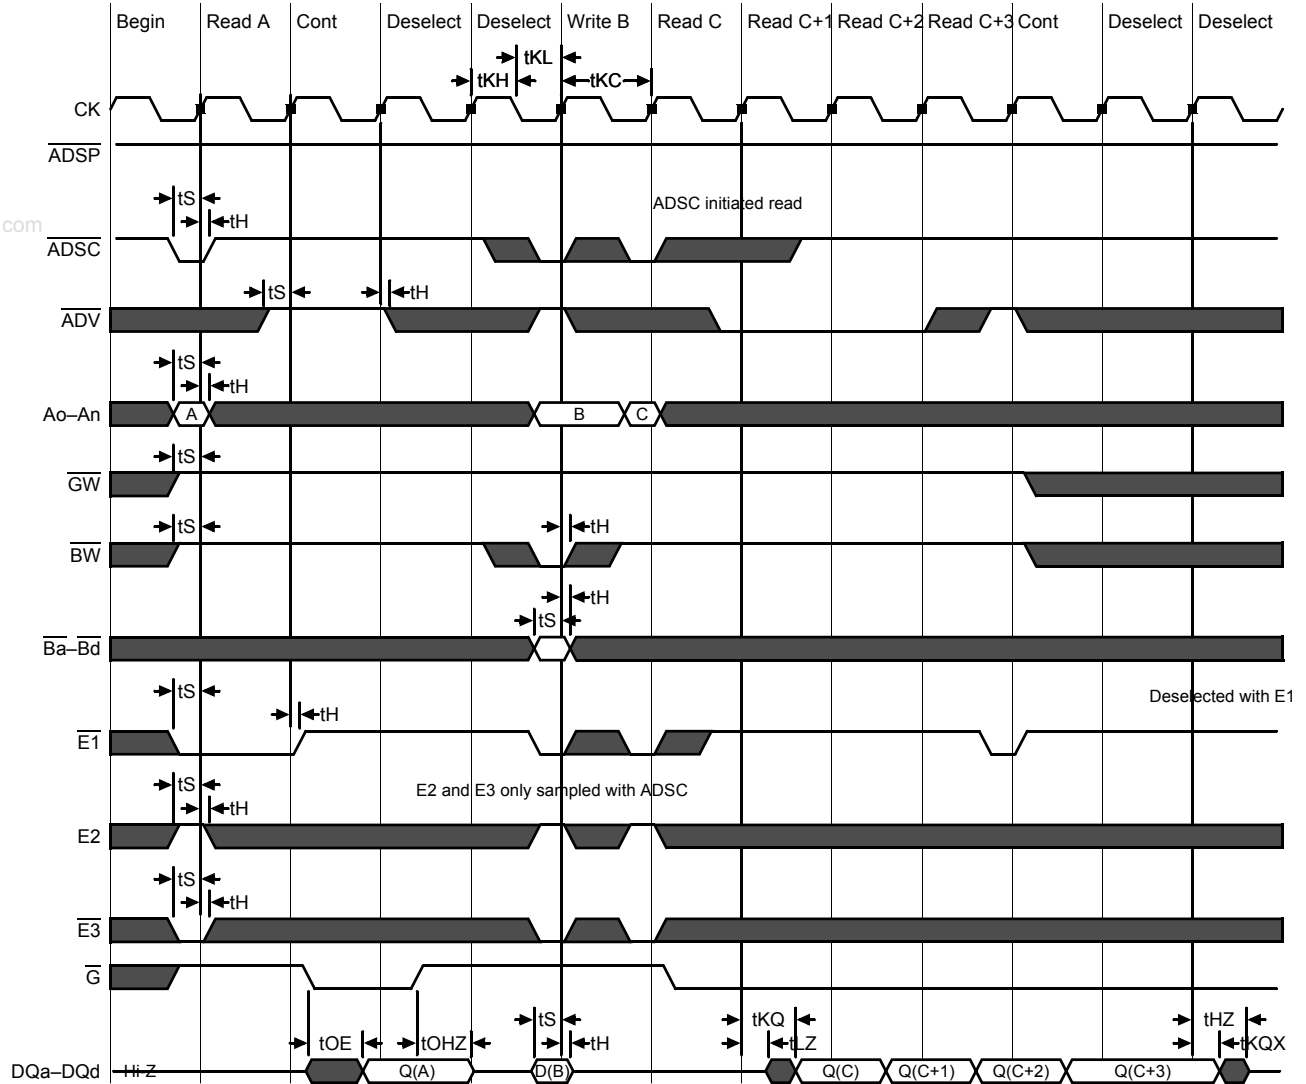 Begin Read A Cont Deselect Deselect Write B Read C Read C+1 Read C+2 Read C+3 Cont Deselect Deselect
tKL
tKH tKC
CK
ADSP
tS
ADSC initiated read
tH
com
ADSC
tS tH
ADV
tS
tH
Ao–An A B C
tS
GW
tS tH
BW
tH
tS
Ba–Bd
tS
Deselected with E1
tH
E1
tS
E2 and E3 only sampled with ADSC
tH
E2
tS
tH
E3
G
tS tKQ tHZ
tOE tOHZ tH tLZ tKQX
DQa–DQd Hi-Z Q(A) D(B) Q(C) Q(C+1) Q(C+2) Q(C+3)